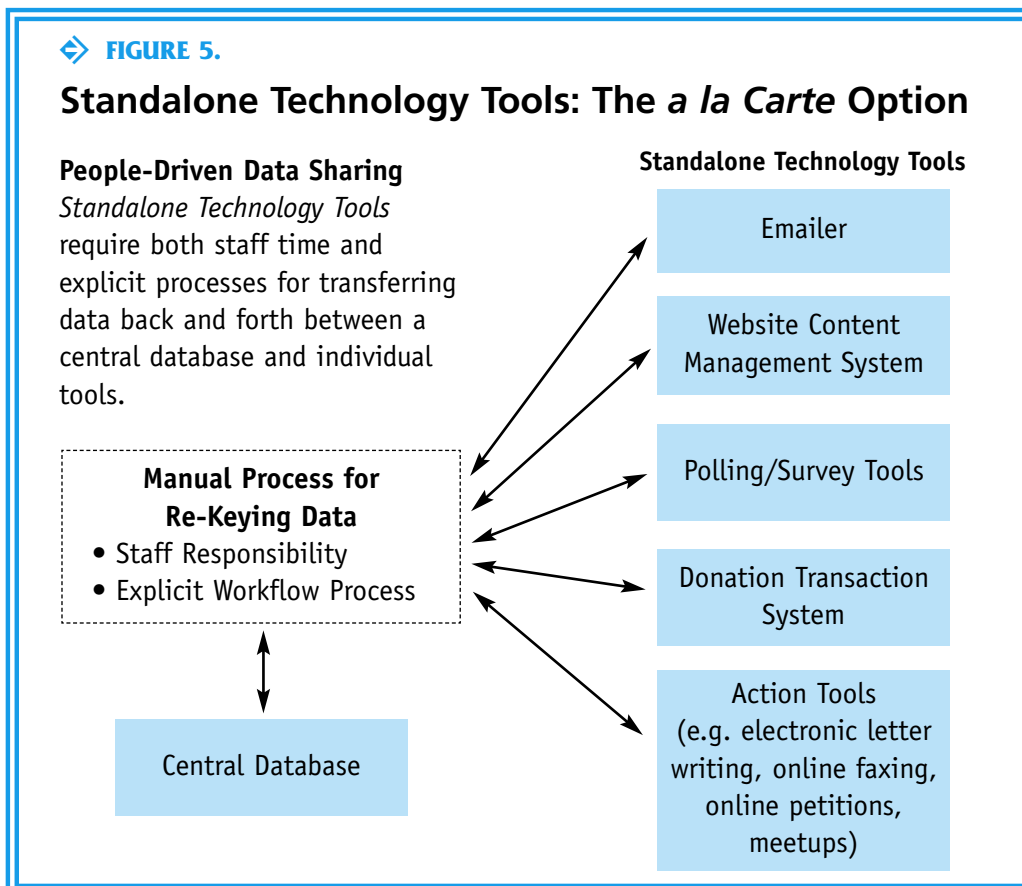 FIGURE 5.
Standalone Technology Tools: The a la Carte Option
People-Driven Data Sharing
Standalone Technology Tools
require both staff time and
explicit processes for transferring
data back and forth between a
central database and individual
tools.
Manual Process for
Re-Keying Data
• Staff Responsibility
• Explicit Workflow Process
Central Database
Standalone Technology Tools
Emailer
Website Content
Management System
Polling/Survey Tools
Donation Transaction
System
Action Tools
(e.g. electronic letter
writing, online faxing,
online petitions,
meetups)